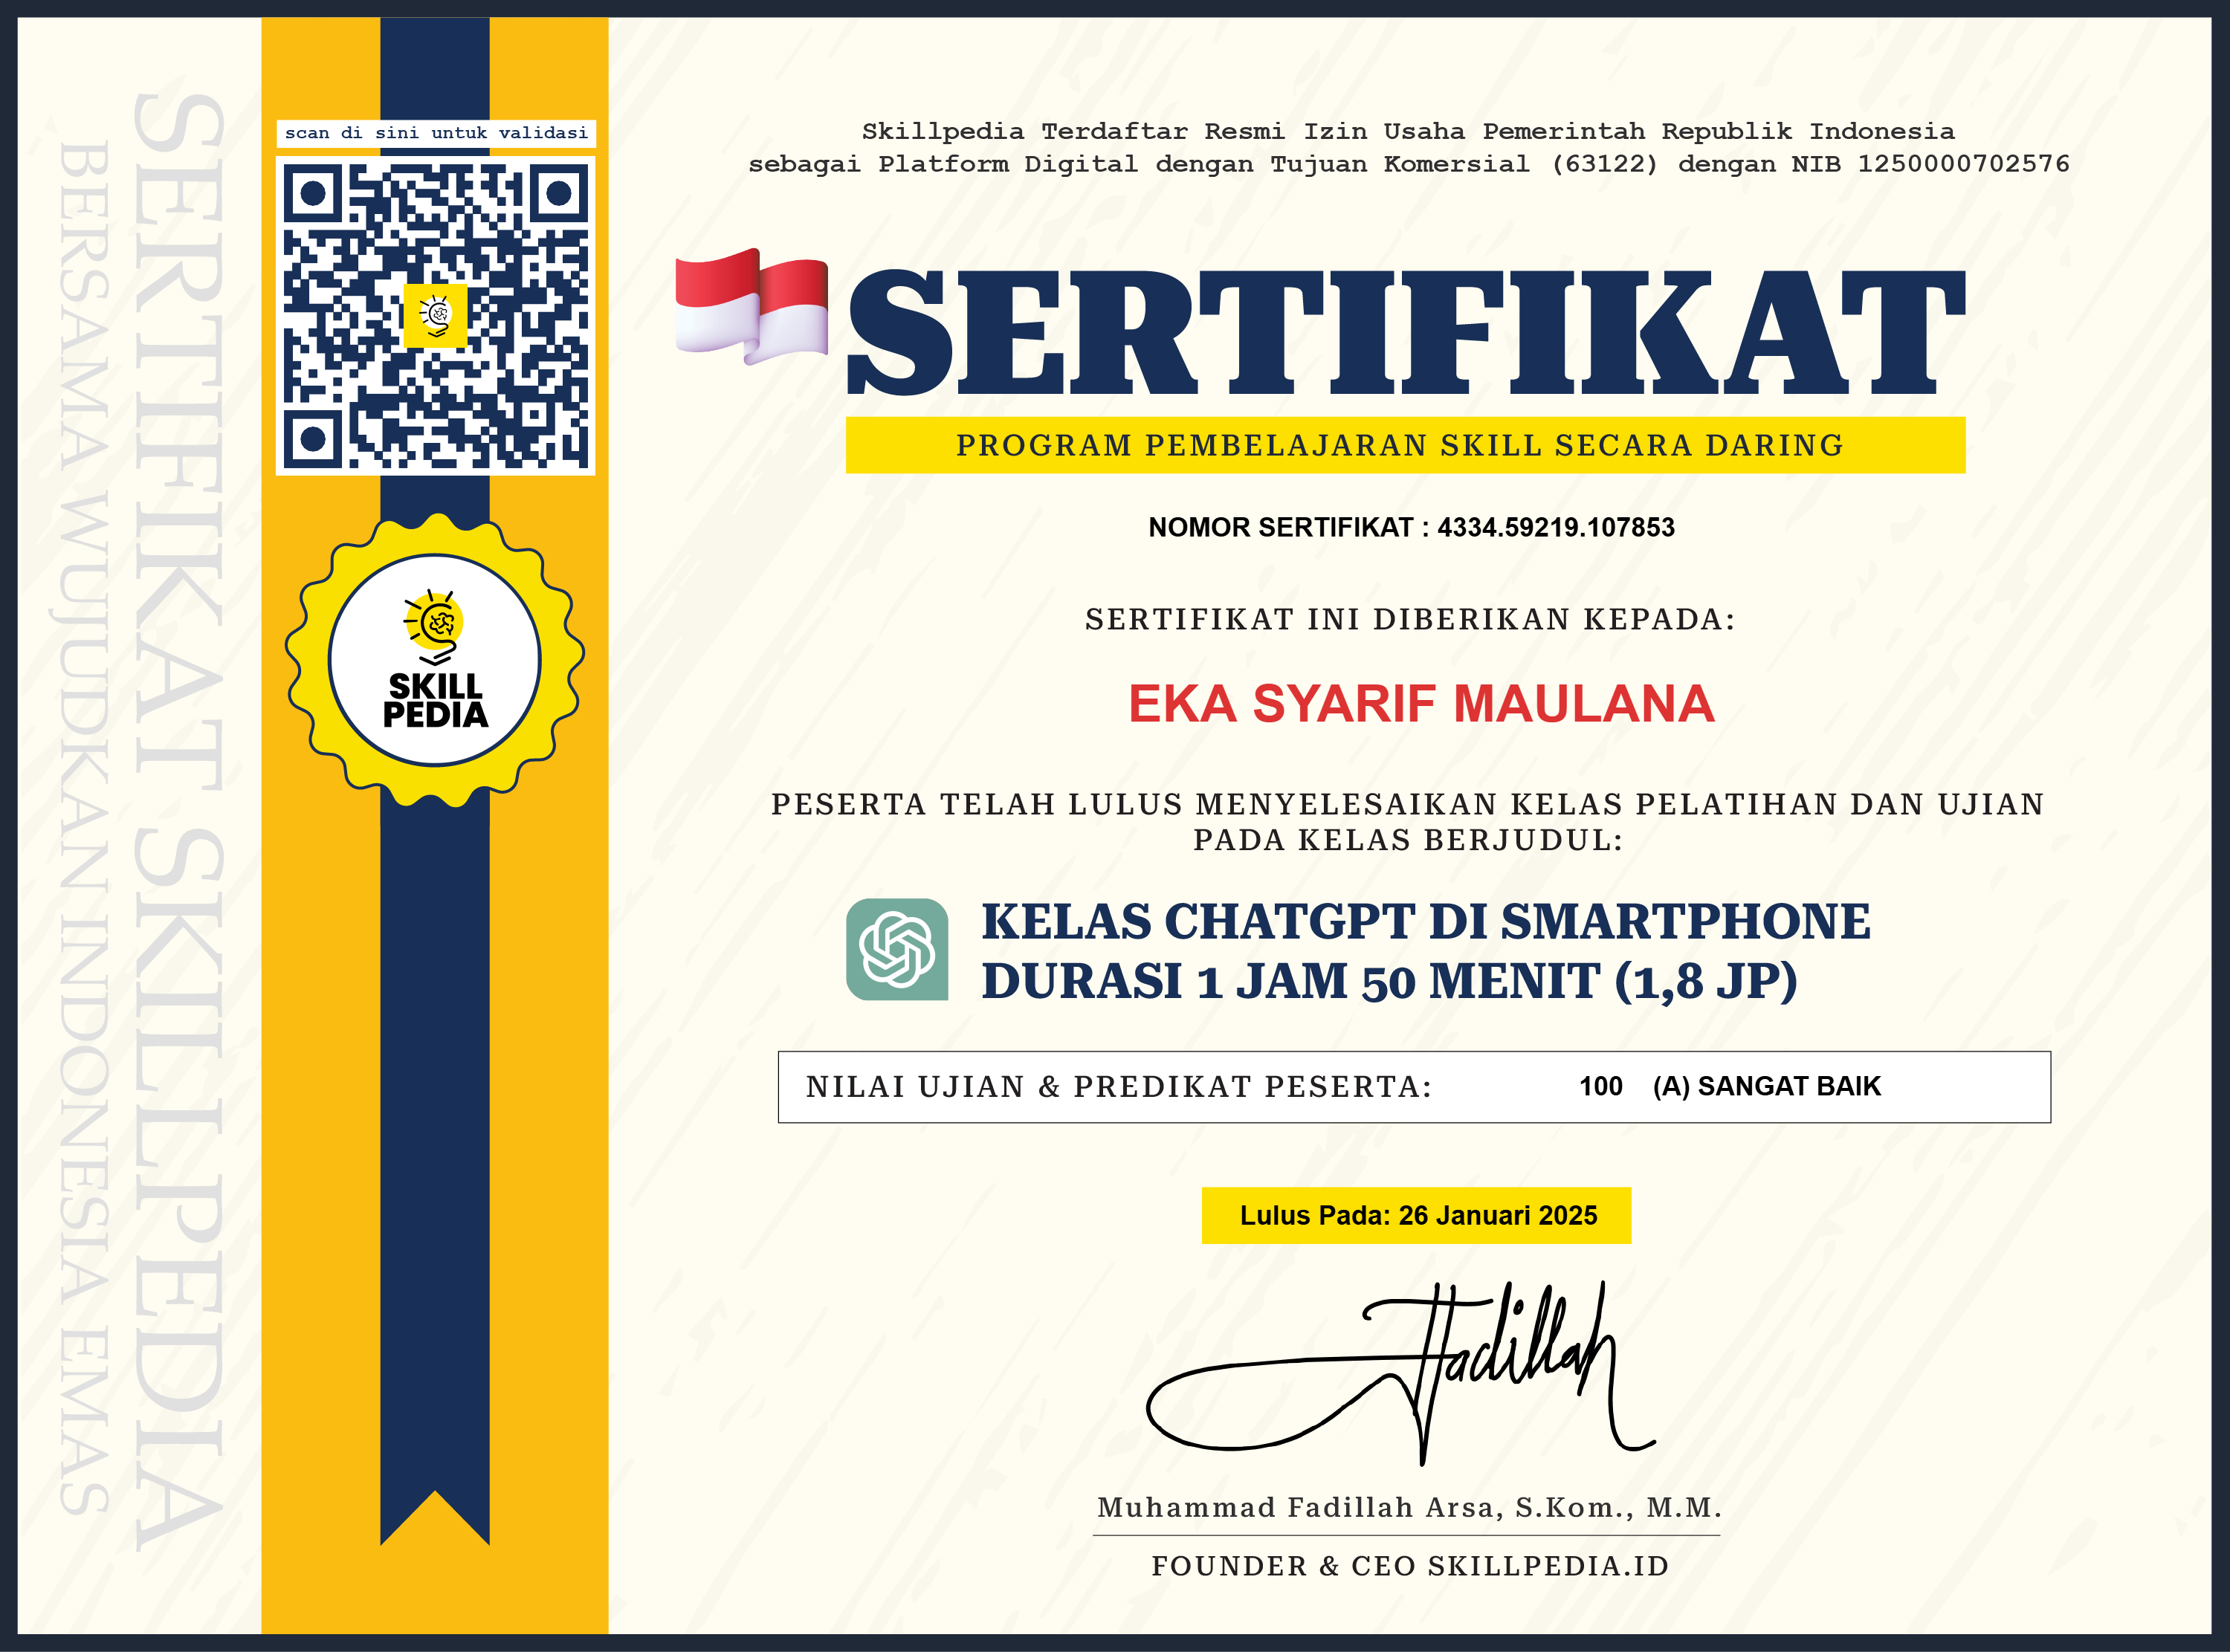 SERTIFIKAT SKILLPEDIA
BERSAMA WUJUDKAN INDONESIA EMAS
scan di sini untuk validasi
SKILL
PEDIA
Skillpedia Terdaftar Resmi Izin Usaha Pemerintah Republik Indonesia
sebagai Platform Digital dengan Tujuan Komersial (63122) dengan NIB 1250000702576
SERTIFIKAT
PROGRAM PEMBELAJARAN SKILL SECARA DARING
NOMOR SERTIFIKAT : 4334.59219.107853
SERTIFIKAT INI DIBERIKAN KEPADA:
EKA SYARIF MAULANA
PESERTA TELAH LULUS MENYELESAIKAN KELAS PELATIHAN DAN UJIAN
PADA KELAS BERJUDUL:
KELAS CHATGPT DI SMARTPHONE
DURASI 1 JAM 50 MENIT (1,8 JP)
NILAI UJIAN & PREDIKAT PESERTA: 100 (A) SANGAT BAIK
Lulus Pada: 26 Januari 2025
Fadillah
Muhammad Fadillah Arsa, S.Kom., M.M.
FOUNDER & CEO SKILLPEDIA.ID